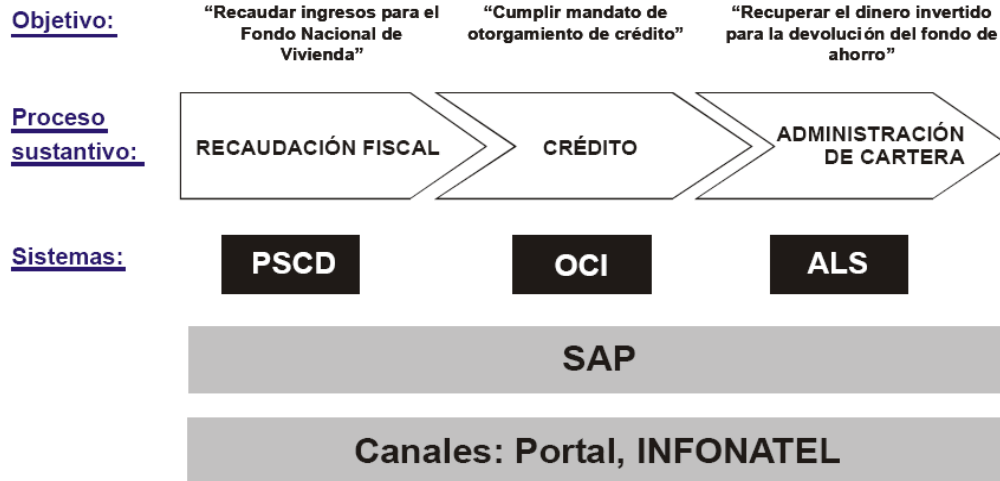 Objetivo:
“Recaudar ingresos para el
Fondo Nacional de
Vivienda”
“Cumplir mandato de
otorgamiento de crédito”
“Recuperar el dinero invertido
para la devolución del fondo de
ahorro”
Proceso
sustantivo:
RECAUDACIÓN FISCAL
CRÉDITO
ADMINISTRACIÓN
DE CARTERA
Sistemas:
PSCD
OCI
ALS
SAP
Canales: Portal, INFONATEL